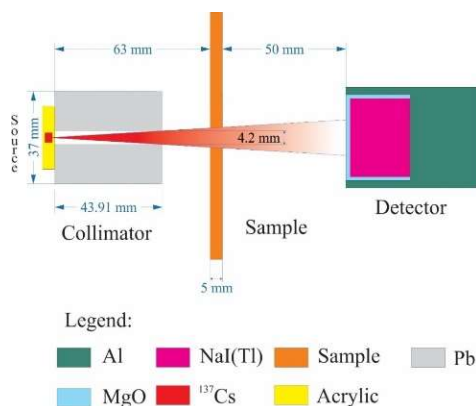 63 mm
50 mm
Source
37 mm
4.2 mm
43.91 mm
Collimator
Sample
Detector
5 mm
Legend:
Al
NaI(Tl)
Sample
Pb
MgO
¹³⁷Cs
Acrylic